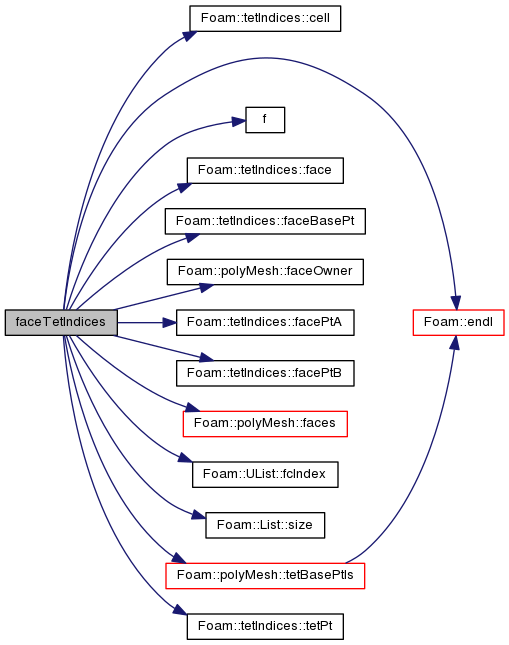 Foam::tetIndices::cell
f
Foam::tetIndices::face
Foam::tetIndices::faceBasePt
Foam::polyMesh::faceOwner
faceTetIndices
Foam::tetIndices::facePtA
Foam::endl
Foam::tetIndices::facePtB
Foam::polyMesh::faces
Foam::UList::fcIndex
Foam::List::size
Foam::polyMesh::tetBasePtIs
Foam::tetIndices::tetPt